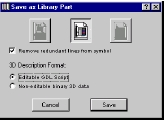 Save as Library Part
Remove redundant lines from symbol
3D Description Format:
Editable GDL Script
Non-editable binary 3D data
Cancel
Save